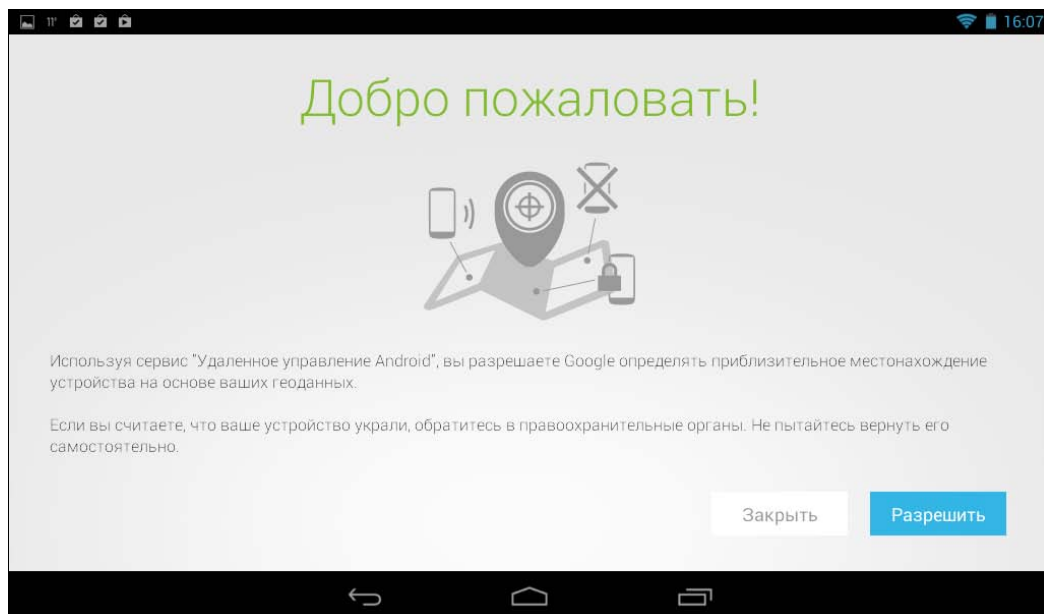 11°
16:07
Добро пожаловать!
Используя сервис "Удаленное управление Android", вы разрешаете Google определять приблизительное местонахождение
устройства на основе ваших геоданных.
Если вы считаете, что ваше устройство украли, обратитесь в правоохранительные органы. Не пытайтесь вернуть его
самостоятельно.
Закрыть
Разрешить